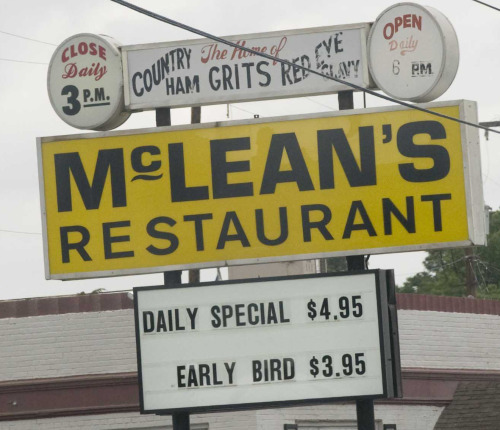 CLOSE
Daily
3 P.M.
The Home of
COUNTRY HAM GRITS RED EYE GRAVY
OPEN
Daily
6 P.M.
McLEAN'S
RESTAURANT
DAILY SPECIAL $4.95
EARLY BIRD $3.95